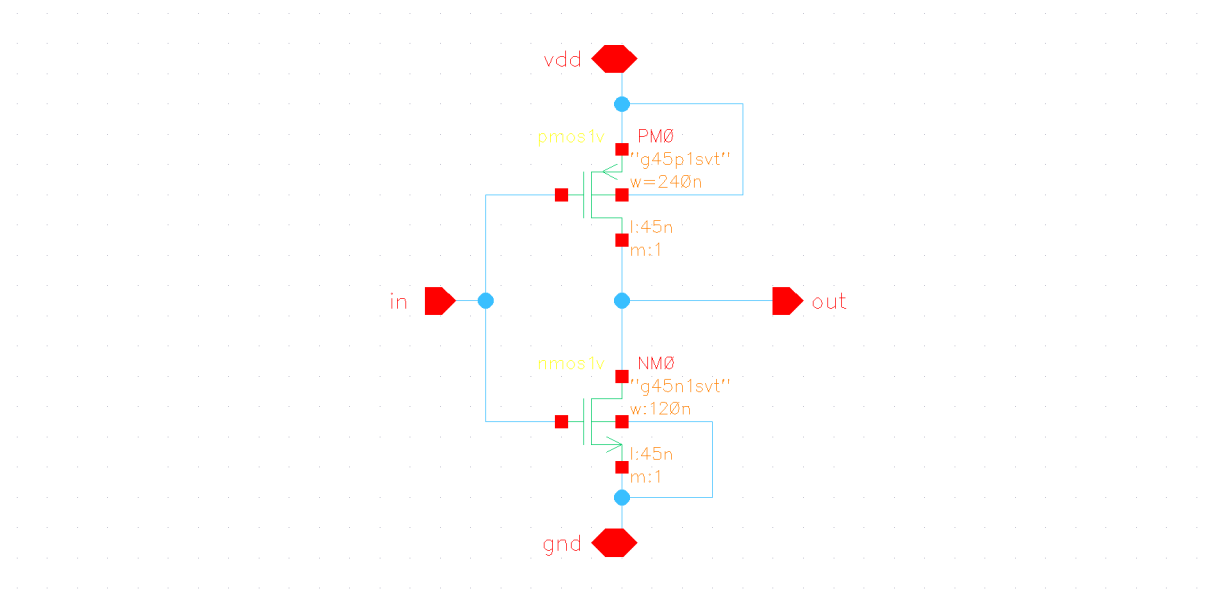 vdd
pmos1v PM0
"g45p1svt"
w=240n
l:45n
m:1
in
out
nmos1v NM0
"g45n1svt"
w:120n
l:45n
m:1
gnd